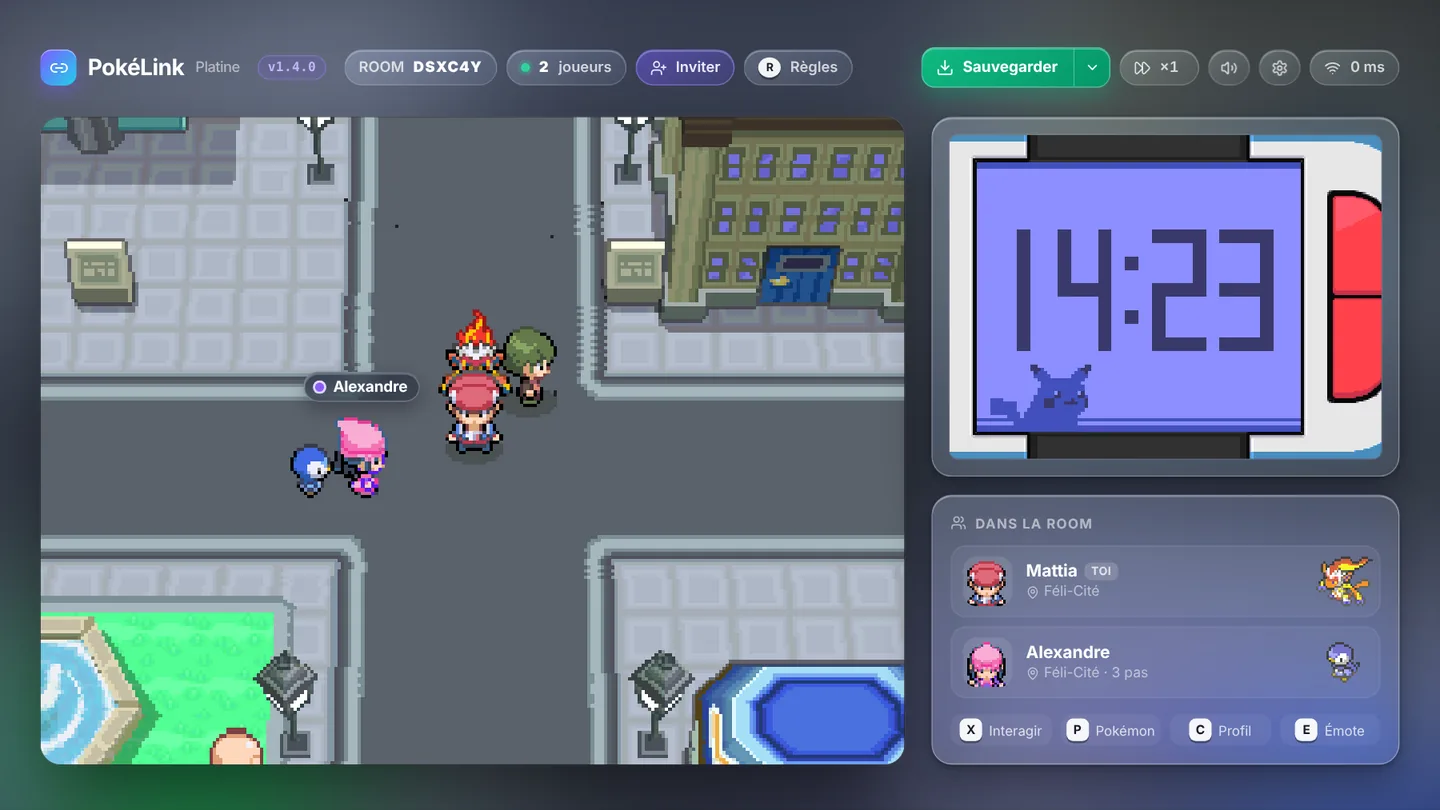 PokéLink Platine v1.4.0 ROOM DSXC4Y 2 joueurs Inviter R Règles Sauvegarder ×1 0 ms
14:23
Alexandre
DANS LA ROOM
Mattia TOI
Féli-Cité
Alexandre
Féli-Cité · 3 pas
X Interagir P Pokémon C Profil E Émote